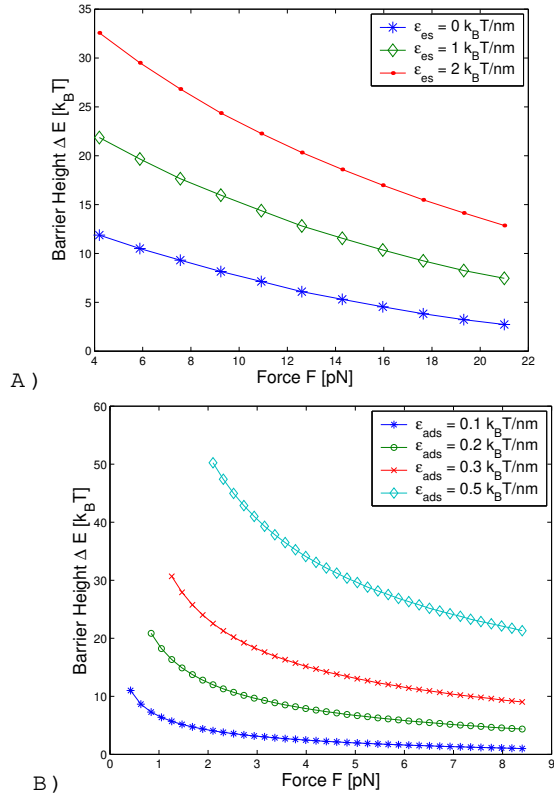 35
30
25
20
15
10
5
0
Barrier Height Δ E [k_BT]
ε_es = 0 k_BT/nm
ε_es = 1 k_BT/nm
ε_es = 2 k_BT/nm
4 6 8 10 12 14 16 18 20 22
Force F [pN]
A)
60
50
40
30
20
10
0
Barrier Height Δ E [k_BT]
ε_ads = 0.1 k_BT/nm
ε_ads = 0.2 k_BT/nm
ε_ads = 0.3 k_BT/nm
ε_ads = 0.5 k_BT/nm
0 1 2 3 4 5 6 7 8 9
Force F [pN]
B)